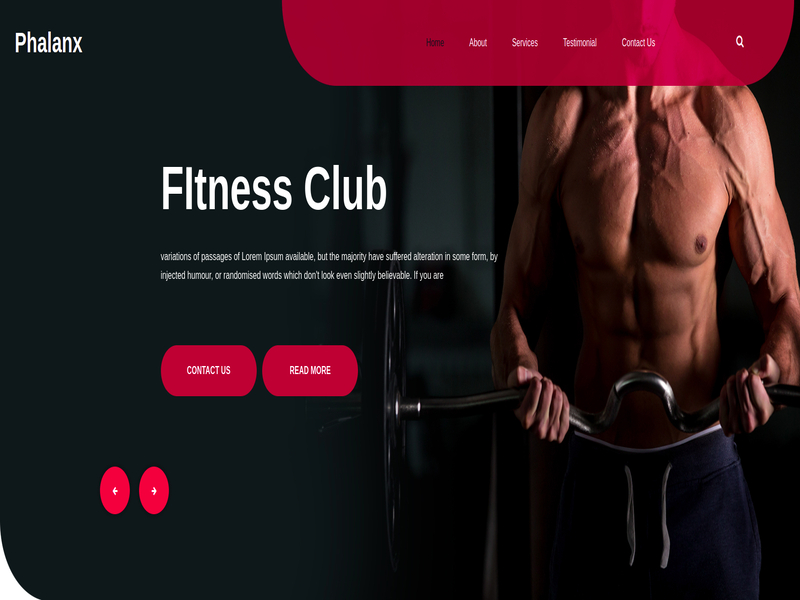 Phalanx
Home About Services Testimonial Contact Us
FItness Club
variations of passages of Lorem Ipsum available, but the majority have suffered alteration in some form, by
injected humour, or randomised words which don't look even slightly believable. If you are
CONTACT US READ MORE